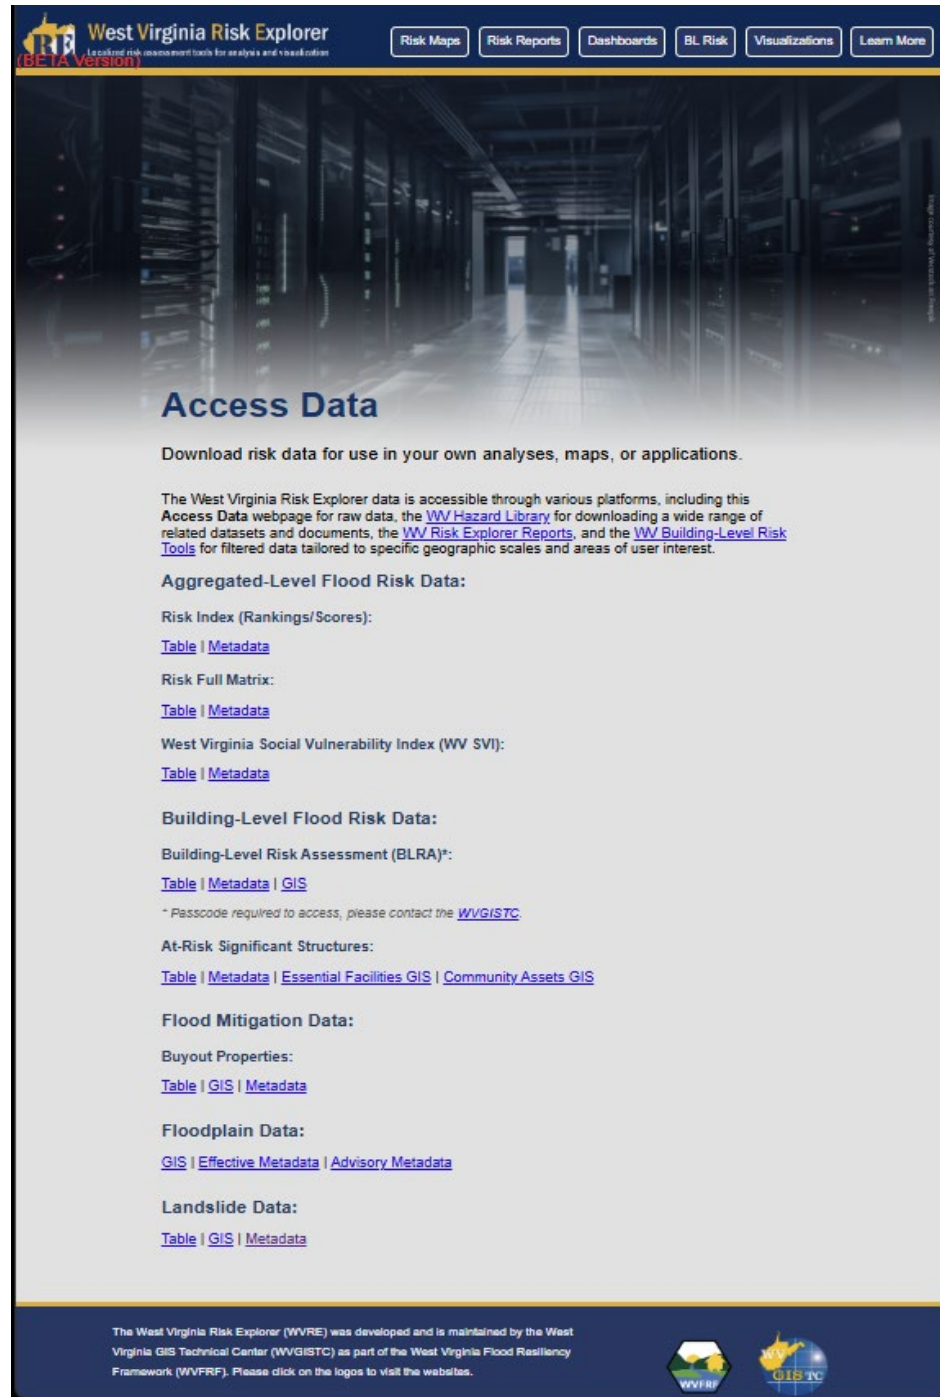 West Virginia Risk Explorer
Localized risk assessment tools for analysis and visualization
(BETA Version)
Risk Maps
Risk Reports
Dashboards
BL Risk
Visualizations
Learn More
Access Data
Download risk data for use in your own analyses, maps, or applications.
The West Virginia Risk Explorer data is accessible through various platforms, including this
Access Data webpage for raw data, the WV Hazard Library for downloading a wide range of
related datasets and documents, the WV Risk Explorer Reports, and the WV Building-Level Risk
Tools for filtered data tailored to specific geographic scales and areas of user interest.
Aggregated-Level Flood Risk Data:
Risk Index (Rankings/Scores):
Table | Metadata
Risk Full Matrix:
Table | Metadata
West Virginia Social Vulnerability Index (WV SVI):
Table | Metadata
Building-Level Flood Risk Data:
Building-Level Risk Assessment (BLRA)*:
Table | Metadata | GIS
* Passcode required to access, please contact the WVGISTC.
At-Risk Significant Structures:
Table | Metadata | Essential Facilities GIS | Community Assets GIS
Flood Mitigation Data:
Buyout Properties:
Table | GIS | Metadata
Floodplain Data:
GIS | Effective Metadata | Advisory Metadata
Landslide Data:
Table | GIS | Metadata
The West Virginia Risk Explorer (WVRE) was developed and is maintained by the West
Virginia GIS Technical Center (WVGISTC) as part of the West Virginia Flood Resiliency
Framework (WVFRF). Please click on the logos to visit the websites.
WVFRF
WV
GIS TC